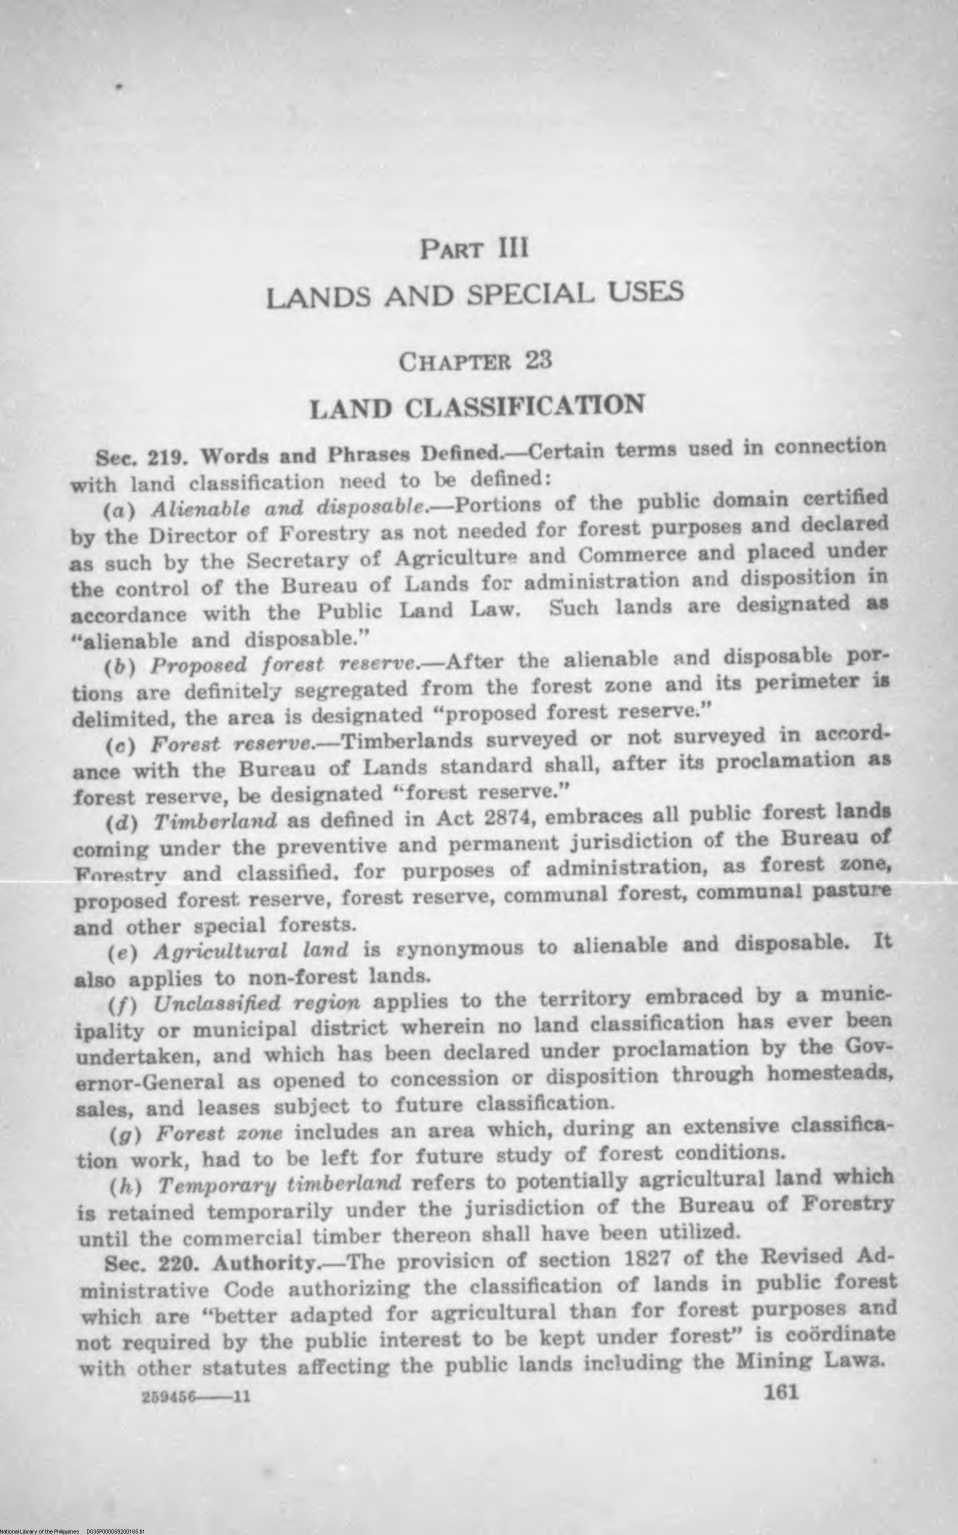 PART III
LANDS AND SPECIAL USES
CHAPTER 23
LAND CLASSIFICATION
Sec. 219. Words and Phrases Defined.—Certain terms used in connection
with land classification need to be defined:
(a) Alienable and disposable.—Portions of the public domain certified
by the Director of Forestry as not needed for forest purposes and declared
as such by the Secretary of Agriculture and Commerce and placed under
the control of the Bureau of Lands for administration and disposition in
accordance with the Public Land Law. Such lands are designated as
“alienable and disposable.”
(b) Proposed forest reserve.—After the alienable and disposable por-
tions are definitely segregated from the forest zone and its perimeter is
delimited, the area is designated “proposed forest reserve.”
(c) Forest reserve.—Timberlands surveyed or not surveyed in accord-
ance with the Bureau of Lands standard shall, after its proclamation as
forest reserve, be designated “forest reserve.”
(d) Timberland as defined in Act 2874, embraces all public forest lands
coming under the preventive and permanent jurisdiction of the Bureau of
Forestry and classified, for purposes of administration, as forest zone,
proposed forest reserve, forest reserve, communal forest, communal pasture
and other special forests.
(e) Agricultural land is synonymous to alienable and disposable. It
also applies to non-forest lands.
(f) Unclassified region applies to the territory embraced by a munic-
ipality or municipal district wherein no land classification has ever been
undertaken, and which has been declared under proclamation by the Gov-
ernor-General as opened to concession or disposition through homesteads,
sales, and leases subject to future classification.
(g) Forest zone includes an area which, during an extensive classifica-
tion work, had to be left for future study of forest conditions.
(h) Temporary timberland refers to potentially agricultural land which
is retained temporarily under the jurisdiction of the Bureau of Forestry
until the commercial timber thereon shall have been utilized.
Sec. 220. Authority.—The provision of section 1827 of the Revised Ad-
ministrative Code authorizing the classification of lands in public forest
which are “better adapted for agricultural than for forest purposes and
not required by the public interest to be kept under forest” is coördinate
with other statutes affecting the public lands including the Mining Laws.
259456——11 161
National Library of the Philippines